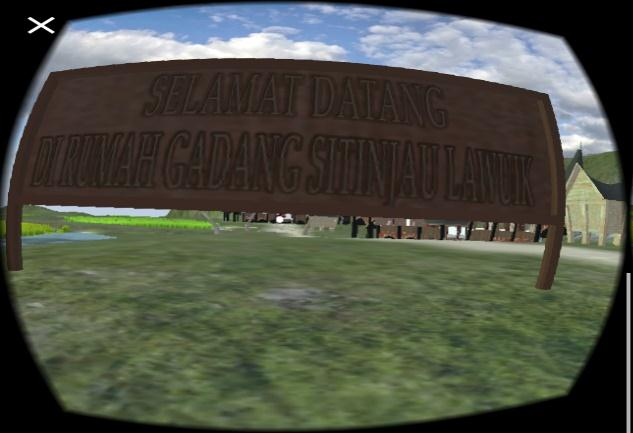 SELAMAT DATANG
DI RUMAH GADANG SITINJAU LAWUIK